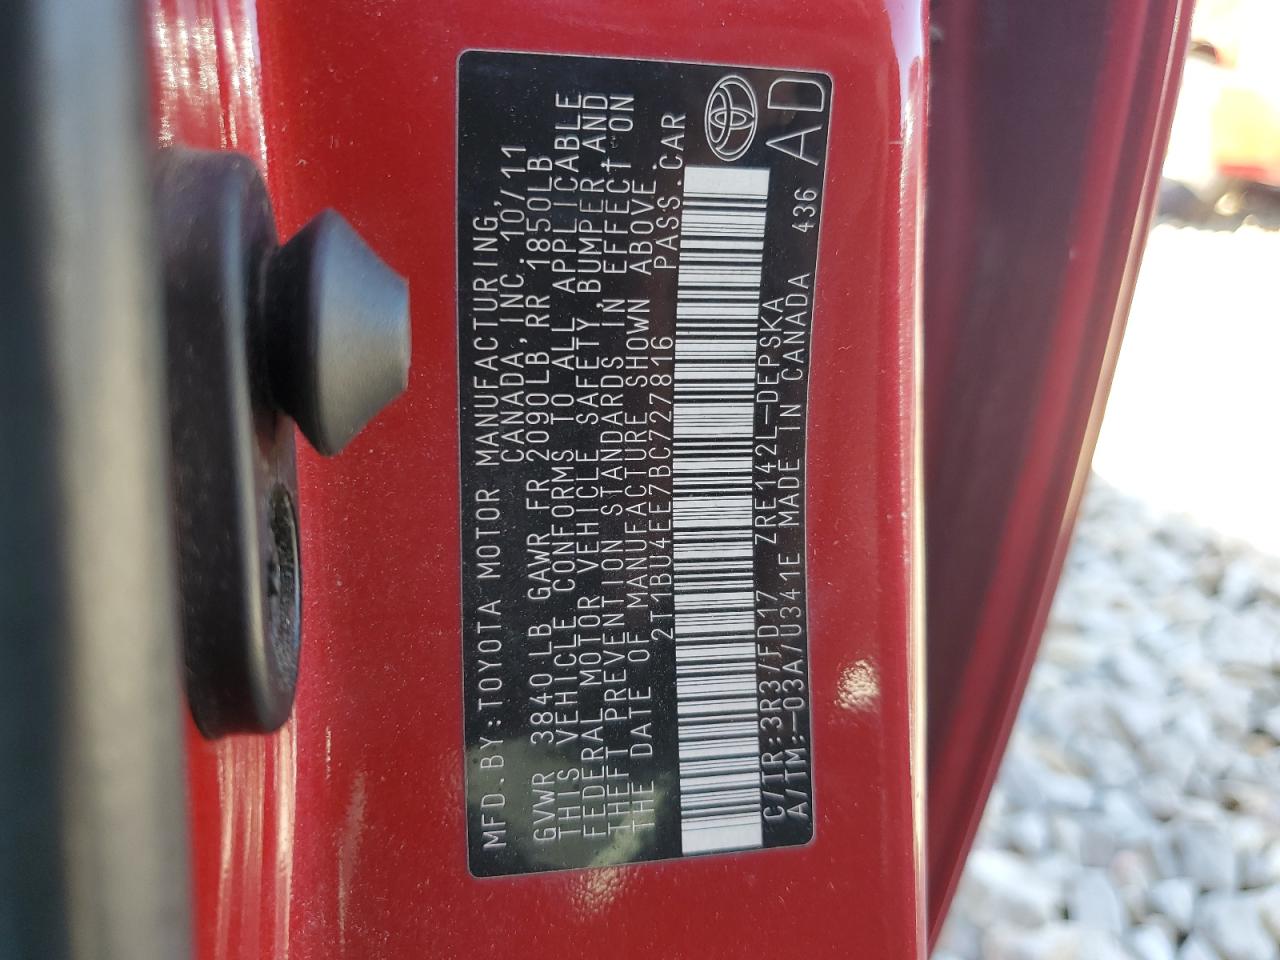 MFD. BY: TOYOTA MOTOR MANUFACTURING,
CANADA, INC. 10/11
GVWR 3840 LB GAWR FR 2090LB, RR 1850LB
THIS VEHICLE CONFORMS TO ALL APPLICABLE
FEDERAL MOTOR VEHICLE SAFETY, BUMPER, AND
THEFT PREVENTION STANDARDS IN EFFECT ON
THE DATE OF MANUFACTURE SHOWN ABOVE.
2T1BU4EE7BC727816 PASS. CAR
C/TR: 3R3/FD17 ZRE142L-DEPSKA
A/TM: -03A/U341E MADE IN CANADA 436
AD